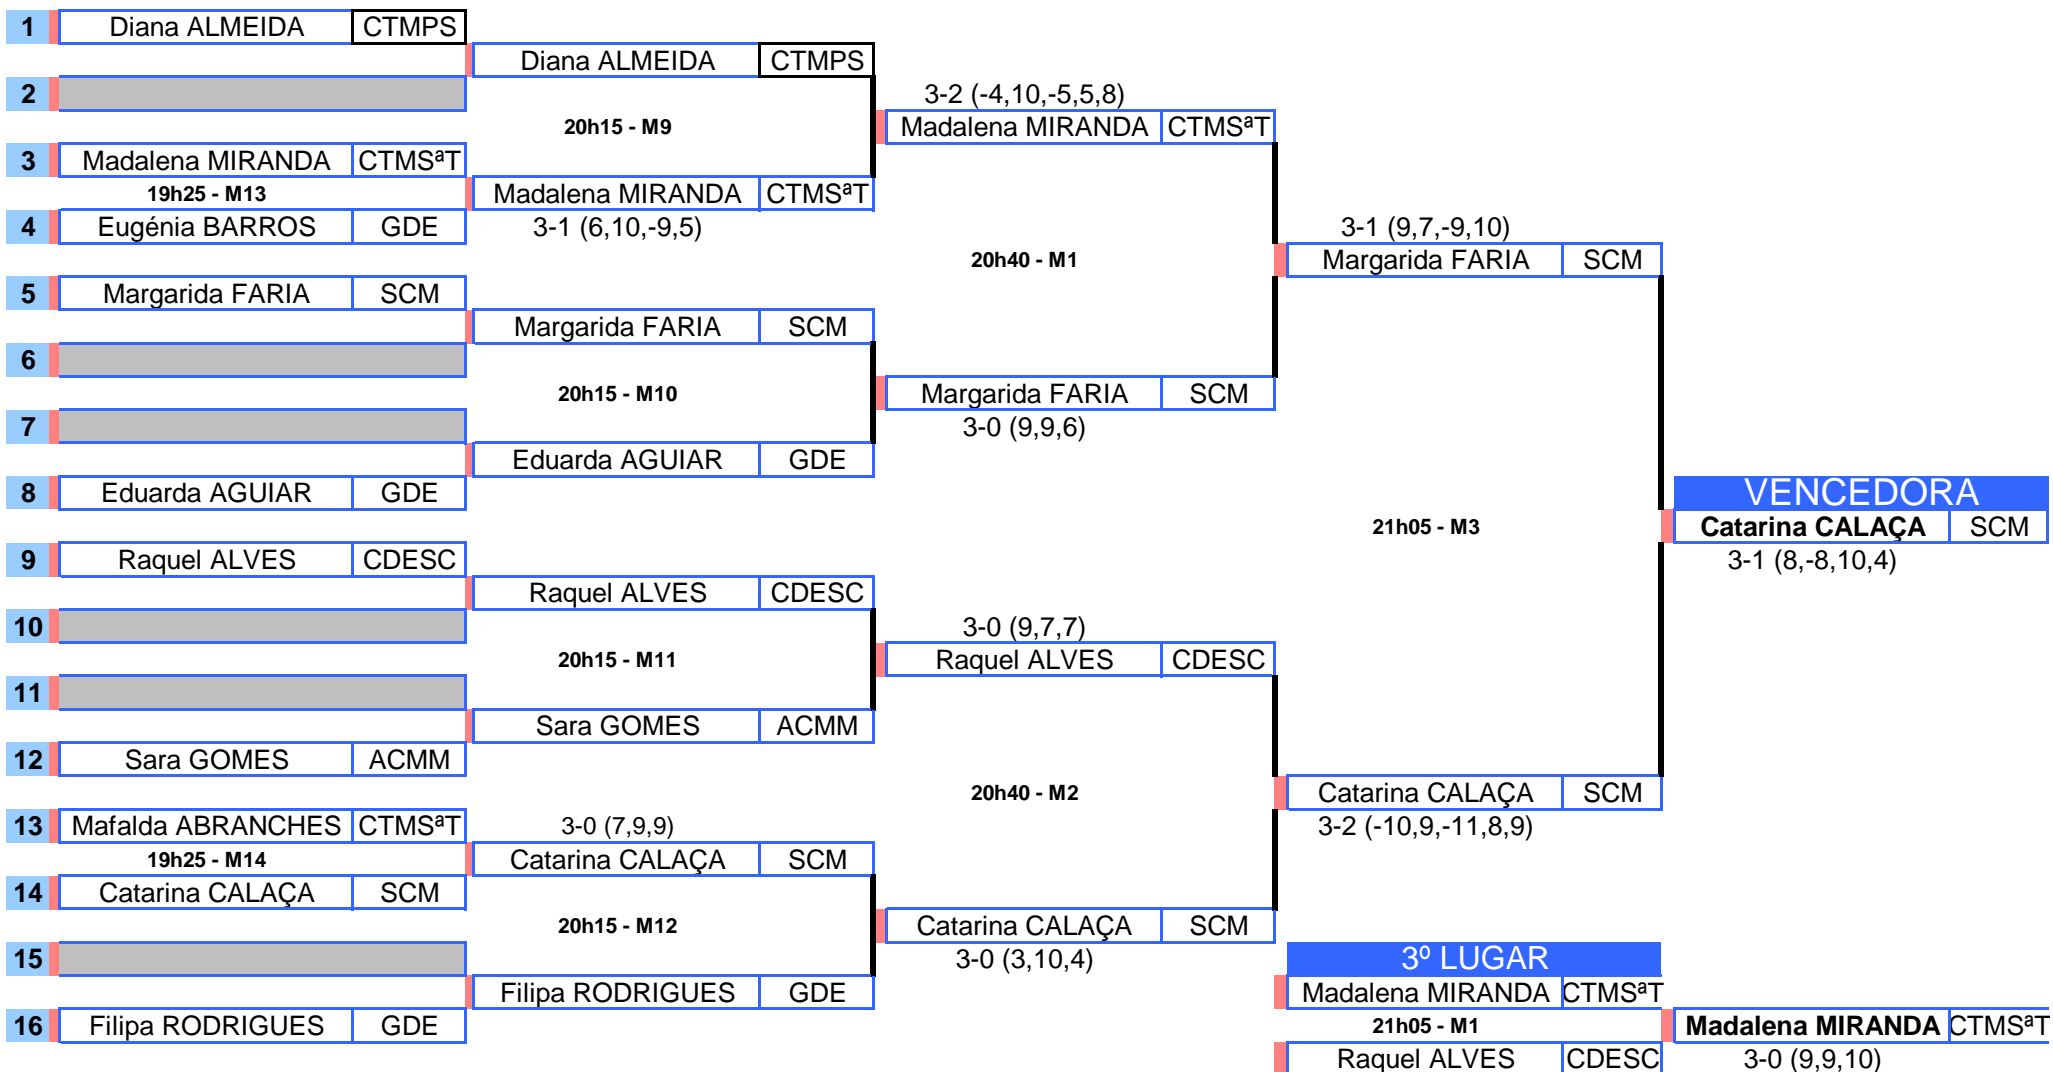 1 Diana ALMEIDA CTMPS
Diana ALMEIDA CTMPS
2 3-2 (-4,10,-5,5,8)
20h15 - M9 Madalena MIRANDA CTMSªT
3 Madalena MIRANDA CTMSªT
19h25 - M13 Madalena MIRANDA CTMSªT
4 Eugénia BARROS GDE 3-1 (6,10,-9,5) 3-1 (9,7,-9,10)
20h40 - M1 Margarida FARIA SCM
5 Margarida FARIA SCM
Margarida FARIA SCM
6
20h15 - M10 Margarida FARIA SCM
7 3-0 (9,9,6)
Eduarda AGUIAR GDE
8 Eduarda AGUIAR GDE VENCEDORA
21h05 - M3 Catarina CALAÇA SCM
9 Raquel ALVES CDESC 3-1 (8,-8,10,4)
Raquel ALVES CDESC
10 3-0 (9,7,7)
20h15 - M11 Raquel ALVES CDESC
11
Sara GOMES ACMM
12 Sara GOMES ACMM
20h40 - M2 Catarina CALAÇA SCM
13 Mafalda ABRANCHES CTMSªT 3-0 (7,9,9) 3-2 (-10,9,-11,8,9)
19h25 - M14 Catarina CALAÇA SCM
14 Catarina CALAÇA SCM
20h15 - M12 Catarina CALAÇA SCM
15 3-0 (3,10,4) 3º LUGAR
Filipa RODRIGUES GDE Madalena MIRANDA CTMSªT
16 Filipa RODRIGUES GDE 21h05 - M1 Madalena MIRANDA CTMSªT
Raquel ALVES CDESC 3-0 (9,9,10)